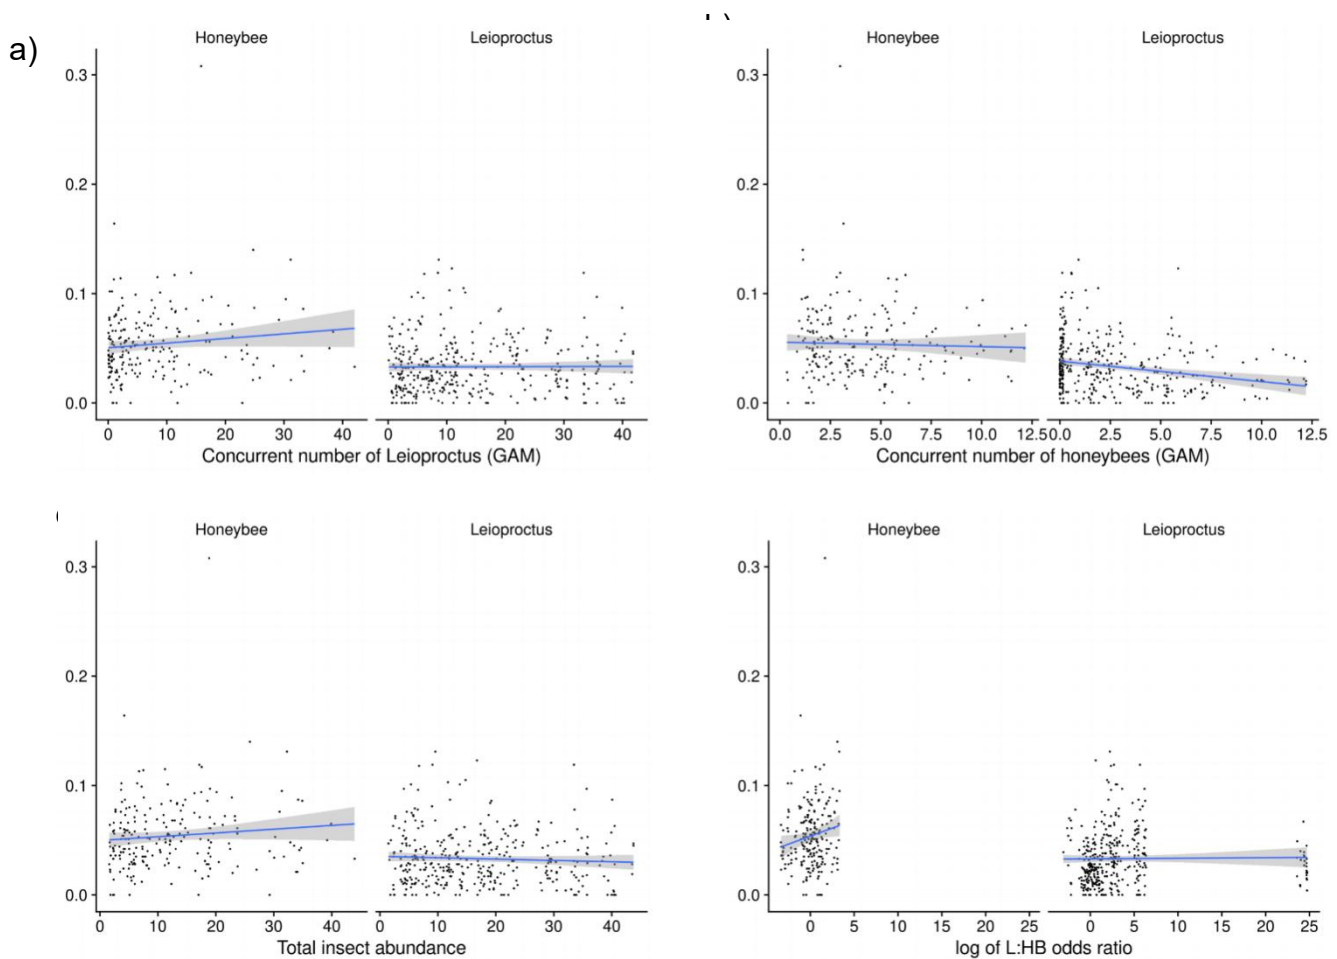 a)
Honeybee Leioproctus
0.3
0.2
0.1
0.0
0 10 20 30 40 0 10 20 30 40
Concurrent number of Leioproctus (GAM)
Honeybee Leioproctus
0.3
0.2
0.1
0.0
0.0 2.5 5.0 7.5 10.0 12.5 0.0 2.5 5.0 7.5 10.0 12.5
Concurrent number of honeybees (GAM)
Honeybee Leioproctus
0.3
0.2
0.1
0.0
0 10 20 30 40 0 10 20 30 40
Total insect abundance
Honeybee Leioproctus
0.3
0.2
0.1
0.0
0 5 10 15 20 25 0 5 10 15 20 25
log of L:HB odds ratio